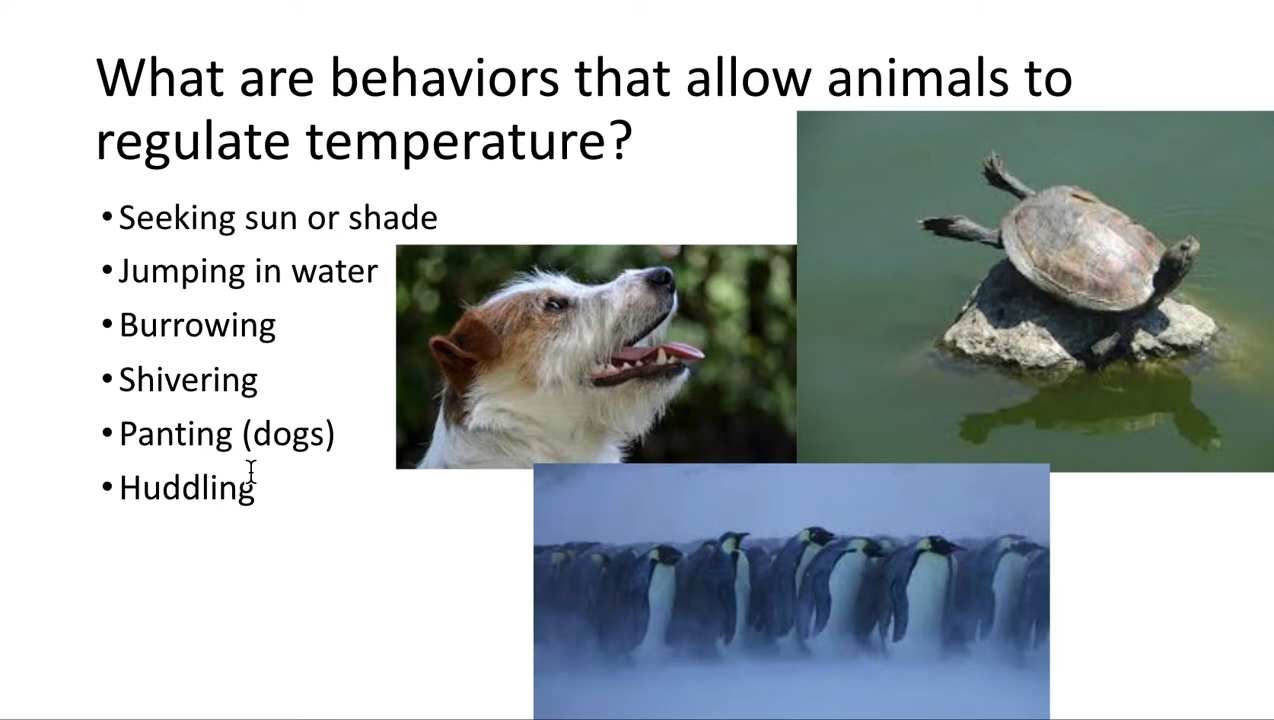 What are behaviors that allow animals to
regulate temperature?
•Seeking sun or shade
•Jumping in water
•Burrowing
•Shivering
•Panting (dogs)
•Huddling